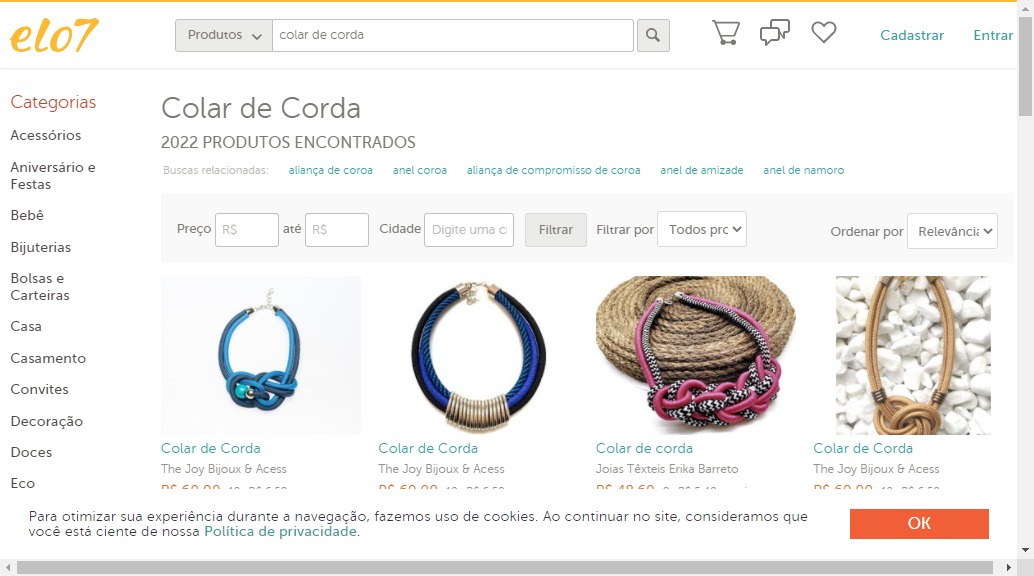 elo7
Produtos
colar de corda
Cadastrar
Entrar
Categorias
Acessórios
Aniversário e
Festas
Bebê
Bijuterias
Bolsas e
Carteiras
Casa
Casamento
Convites
Decoração
Doces
Eco
Colar de Corda
2022 PRODUTOS ENCONTRADOS
Buscas relacionadas: aliança de coroa anel coroa aliança de compromisso de coroa anel de amizade anel de namoro
Preço R$ até R$ Cidade Digite uma ci Filtrar Filtrar por Todos pro Ordenar por Relevância
Colar de Corda
The Joy Bijoux & Acess
Colar de Corda
The Joy Bijoux & Acess
Colar de corda
Joias Têxteis Erika Barreto
Colar de Corda
The Joy Bijoux & Acess
Para otimizar sua experiência durante a navegação, fazemos uso de cookies. Ao continuar no site, consideramos que
você está ciente de nossa Política de privacidade.
OK